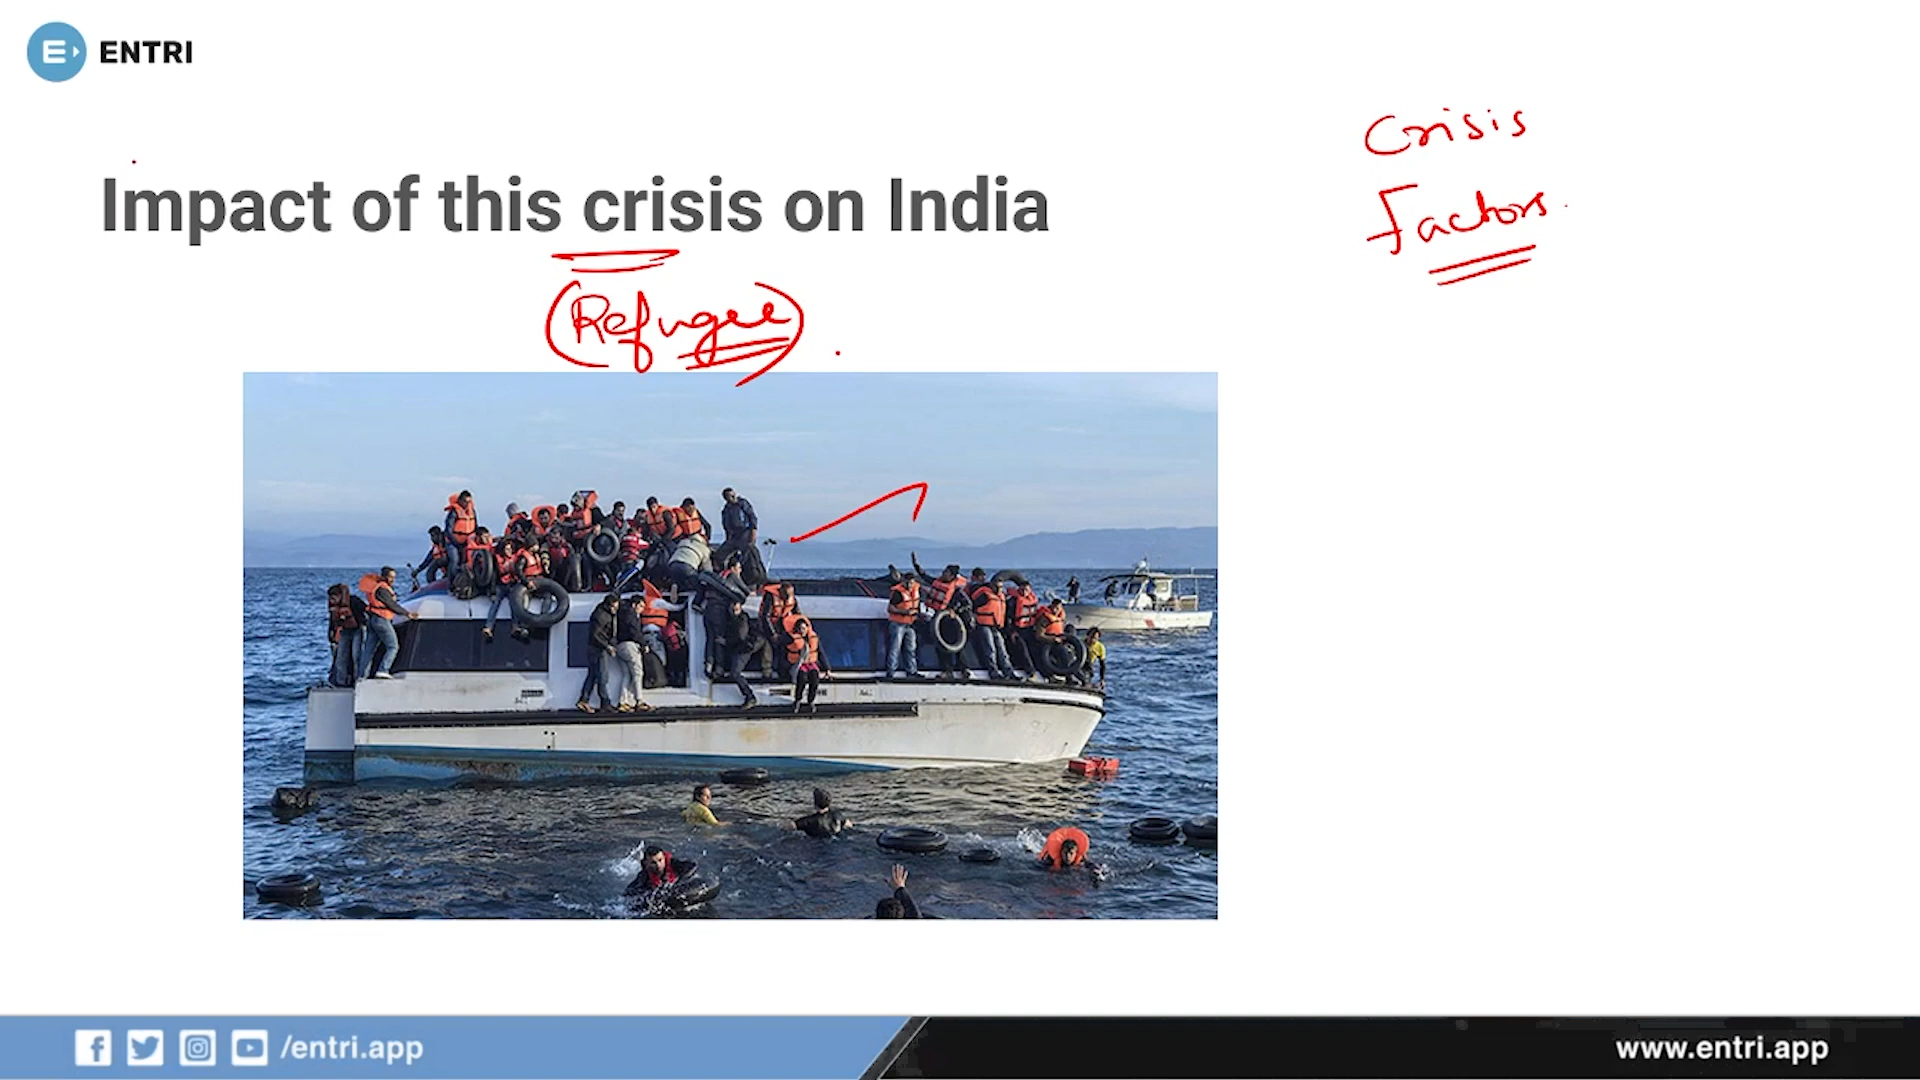 ENTRI
Crisis
Factors.
Impact of this crisis on India
(Refugee)
/entri.app
www.entri.app